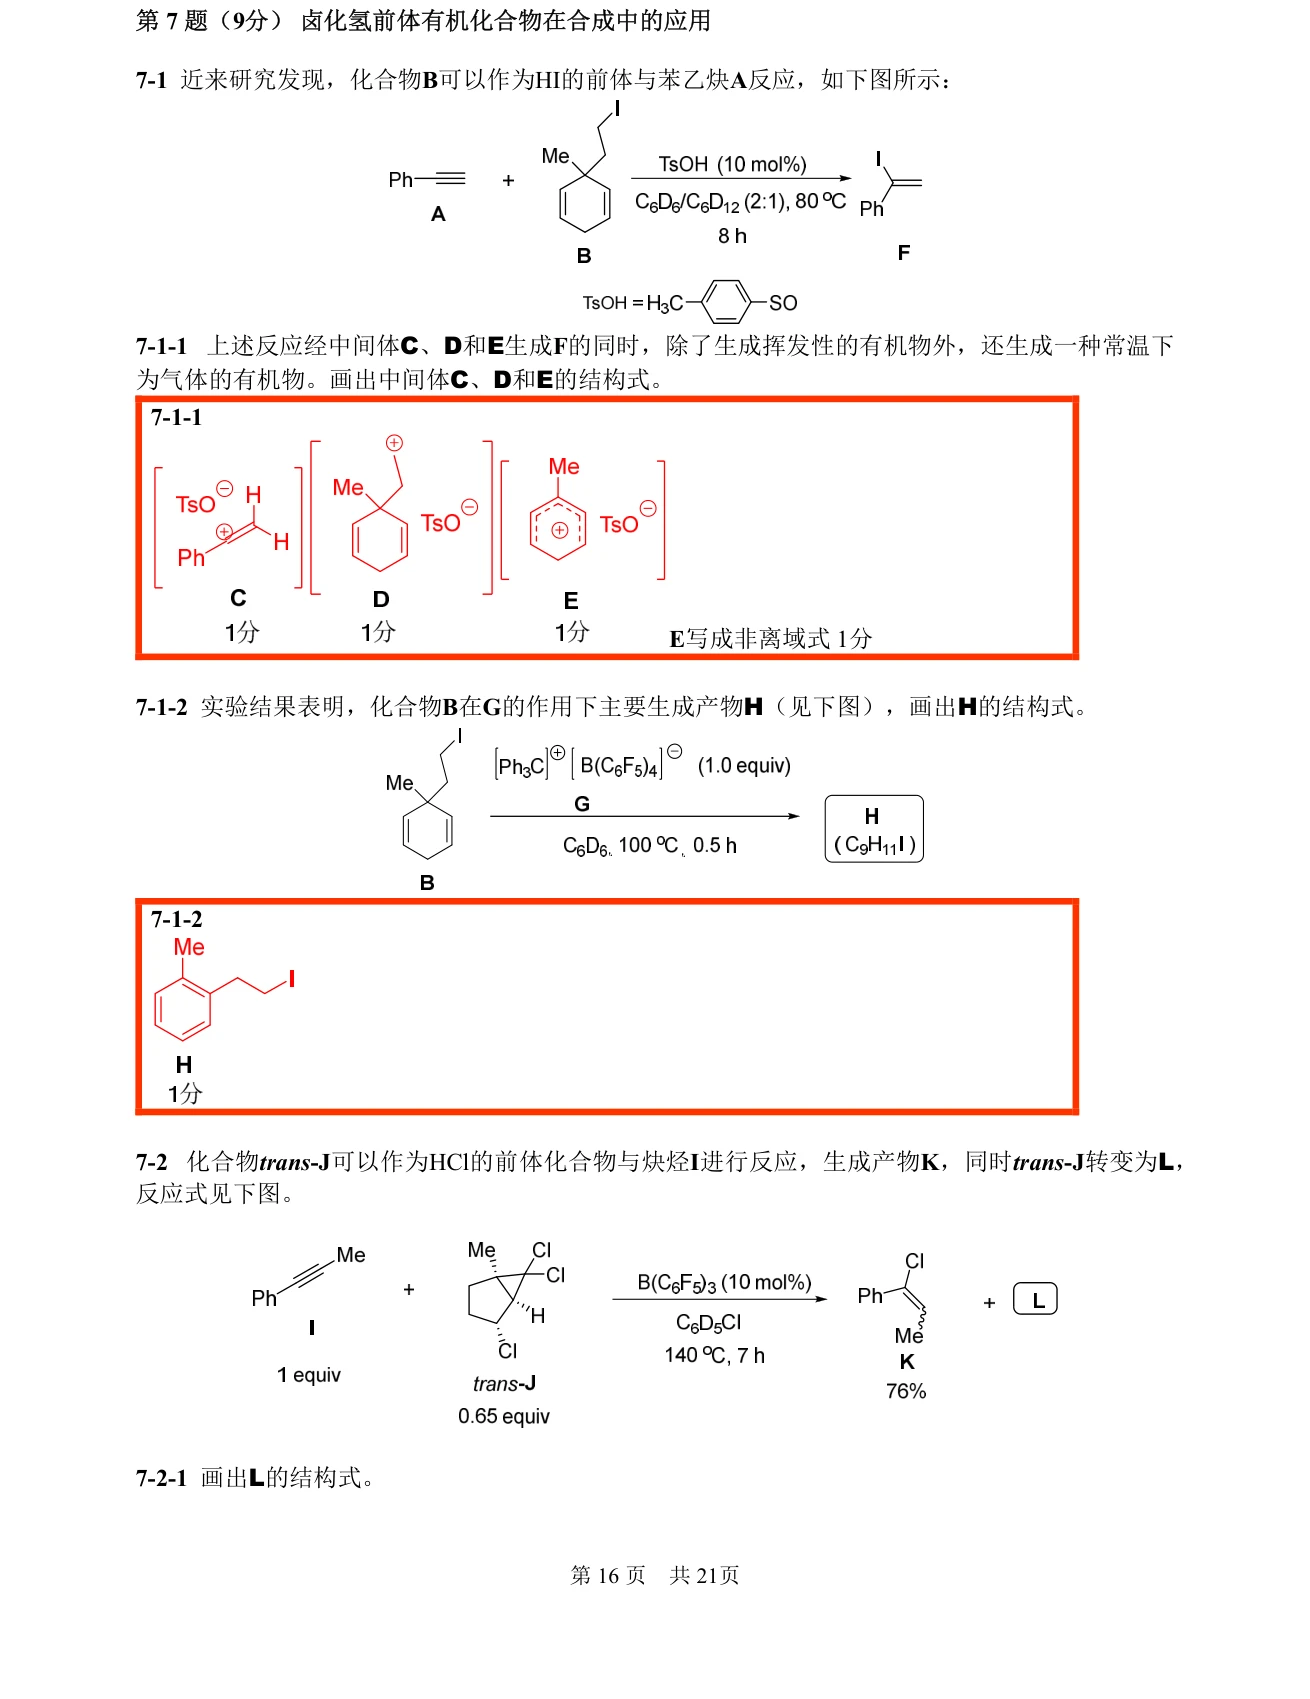 第 7 题（9分） 卤化氢前体有机化合物在合成中的应用
7-1 近来研究发现，化合物B可以作为HI的前体与苯乙炔A反应，如下图所示：
Ph
A
+
Me
I
B
TsOH (10 mol%)
C6D6/C6D12 (2:1), 80 ºC
8 h
I
Ph
F
TsOH = H3C SO
7-1-1 上述反应经中间体C、D和E生成F的同时，除了生成挥发性的有机物外，还生成一种常温下
为气体的有机物。画出中间体C、D和E的结构式。
7-1-1
TsO⊖ H
⊕ H
Ph
C
1分
⊕
Me
TsO⊖
D
1分
Me
⊕
TsO⊖
E
1分
E写成非离域式 1分
7-1-2 实验结果表明，化合物B在G的作用下主要生成产物H（见下图），画出H的结构式。
I
Me
B
[Ph3C]⊕ [B(C6F5)4]⊖ (1.0 equiv)
G
C6D6, 100 ºC, 0.5 h
H
(C9H11I)
7-1-2
Me
I
H
1分
7-2 化合物trans-J可以作为HCl的前体化合物与炔烃I进行反应，生成产物K，同时trans-J转变为L，
反应式见下图。
Me
Ph
I
1 equiv
+
Me Cl
Cl
H
Cl
trans-J
0.65 equiv
B(C6F5)3 (10 mol%)
C6D5Cl
140 ºC, 7 h
Cl
Ph
Me
K
76%
+
L
7-2-1 画出L的结构式。
第 16 页 共 21页